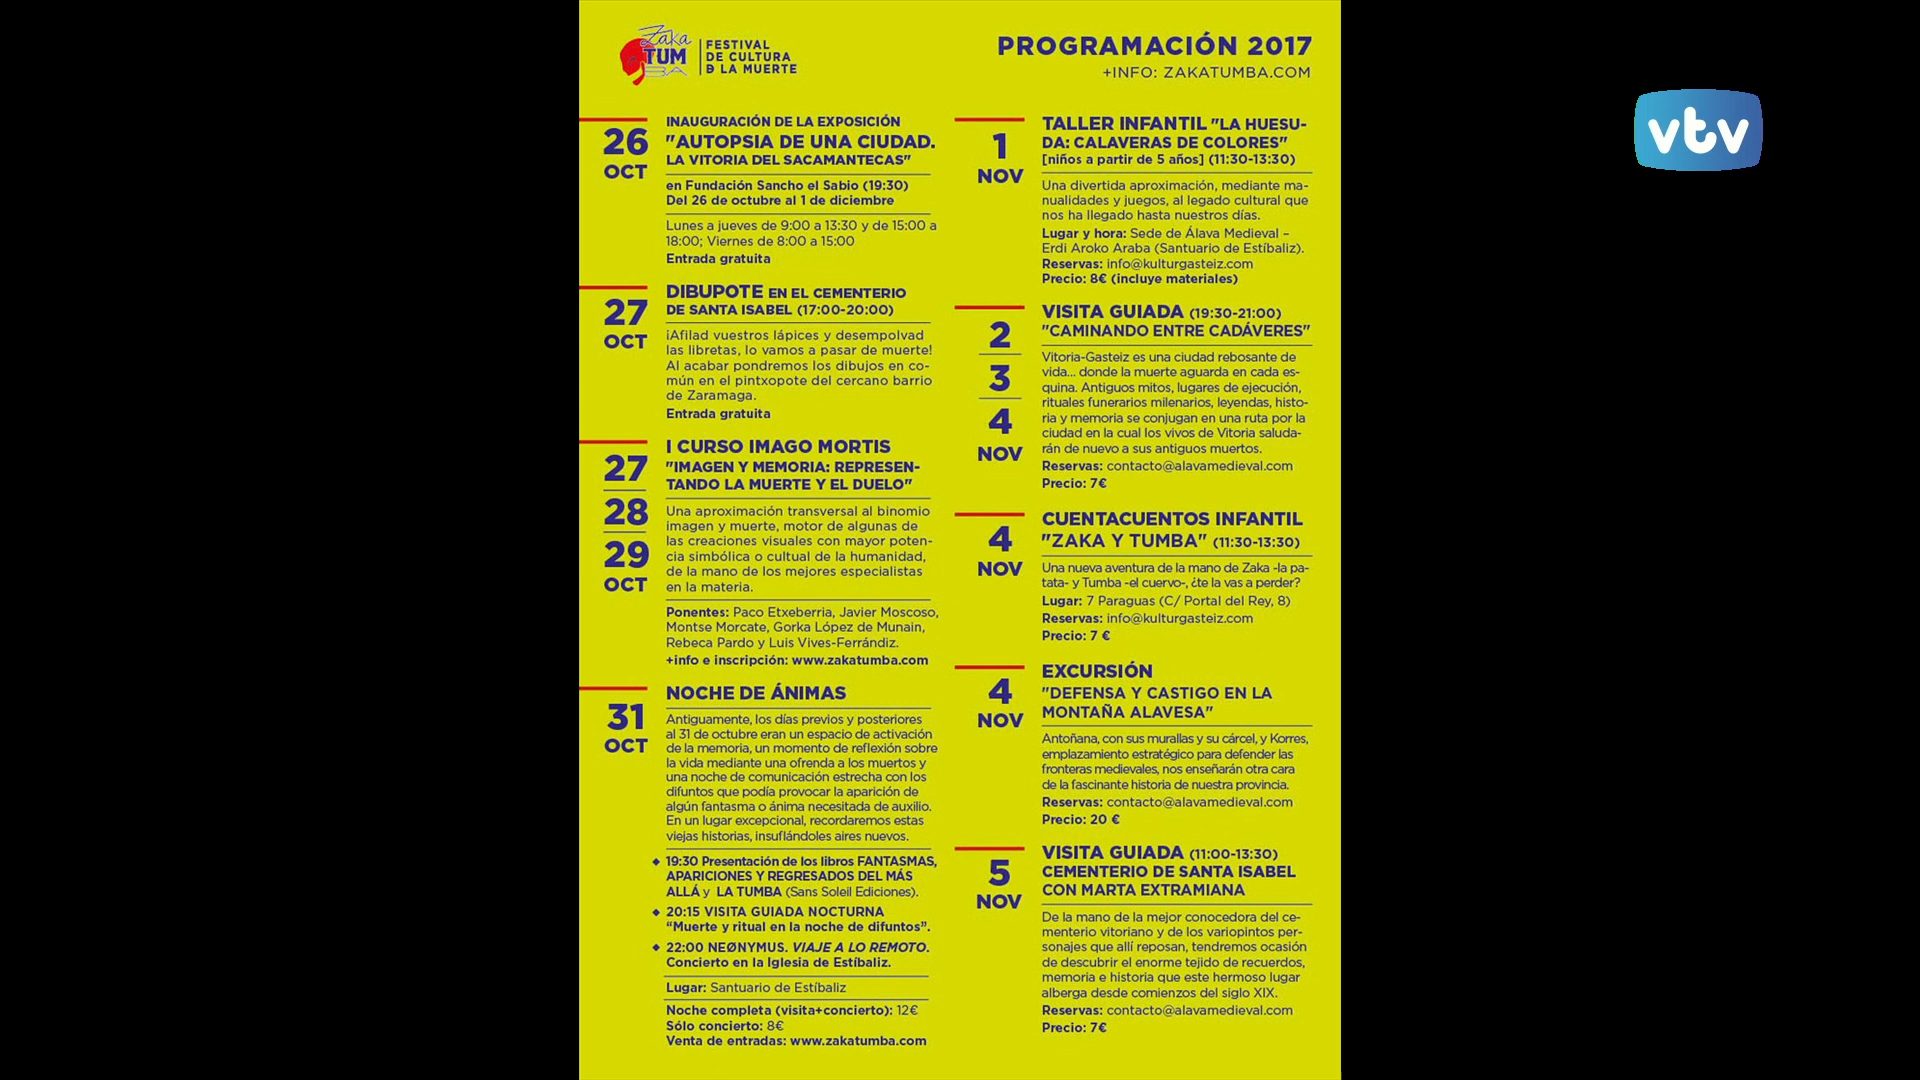 Zaka
TUM
BA
FESTIVAL
DE CULTURA
D LA MUERTE
PROGRAMACIÓN 2017
+INFO: ZAKATUMBA.COM
vtv
26
OCT
INAUGURACIÓN DE LA EXPOSICIÓN
"AUTOPSIA DE UNA CIUDAD.
LA VITORIA DEL SACAMANTECAS"
en Fundación Sancho el Sabio (19:30)
Del 26 de octubre al 1 de diciembre
Lunes a jueves de 9:00 a 13:30 y de 15:00 a
18:00; Viernes de 8:00 a 15:00
Entrada gratuita
27
OCT
DIBUPOTE EN EL CEMENTERIO
DE SANTA ISABEL (17:00-20:00)
¡Afilad vuestros lápices y desempolvad
las libretas, lo vamos a pasar de muerte!
Al acabar pondremos los dibujos en co-
mún en el pintxopote del cercano barrio
de Zaramaga.
Entrada gratuita
27
28
29
OCT
I CURSO IMAGO MORTIS
"IMAGEN Y MEMORIA: REPRESEN-
TANDO LA MUERTE Y EL DUELO"
Una aproximación transversal al binomio
imagen y muerte, motor de algunas de
las creaciones visuales con mayor poten-
cia simbólica o cultual de la humanidad,
de la mano de los mejores especialistas
en la materia.
Ponentes: Paco Etxeberria, Javier Moscoso,
Montse Morcate, Gorka López de Munain,
Rebeca Pardo y Luis Vives-Ferrándiz.
+info e inscripción: www.zakatumba.com
31
OCT
NOCHE DE ÁNIMAS
Antiguamente, los días previos y posteriores
al 31 de octubre eran un espacio de activación
de la memoria, un momento de reflexión sobre
la vida mediante una ofrenda a los muertos y
una noche de comunicación estrecha con los
difuntos que podía provocar la aparición de
algún fantasma o ánima necesitada de auxilio.
En un lugar excepcional, recordaremos estas
viejas historias, insuflándoles aires nuevos.
◆ 19:30 Presentación de los libros FANTASMAS,
APARICIONES Y REGRESADOS DEL MÁS
ALLÁ y LA TUMBA (Sans Soleil Ediciones).
◆ 20:15 VISITA GUIADA NOCTURNA
“Muerte y ritual en la noche de difuntos”.
◆ 22:00 NEØNYMUS. VIAJE A LO REMOTO.
Concierto en la Iglesia de Estíbaliz.
Lugar: Santuario de Estíbaliz
Noche completa (visita+concierto): 12€
Sólo concierto: 8€
Venta de entradas: www.zakatumba.com
1
NOV
TALLER INFANTIL "LA HUESU-
DA: CALAVERAS DE COLORES"
[niños a partir de 5 años] (11:30-13:30)
Una divertida aproximación, mediante ma-
nualidades y juegos, al legado cultural que
nos ha llegado hasta nuestros días.
Lugar y hora: Sede de Álava Medieval –
Erdi Aroko Araba (Santuario de Estíbaliz).
Reservas: info@kulturgasteiz.com
Precio: 8€ (incluye materiales)
2
3
4
NOV
VISITA GUIADA (19:30-21:00)
"CAMINANDO ENTRE CADÁVERES"
Vitoria-Gasteiz es una ciudad rebosante de
vida... donde la muerte aguarda en cada es-
quina. Antiguos mitos, lugares de ejecución,
rituales funerarios milenarios, leyendas, histo-
ria y memoria se conjugan en una ruta por la
ciudad en la cual los vivos de Vitoria saluda-
rán de nuevo a sus antiguos muertos.
Reservas: contacto@alavamedieval.com
Precio: 7€
4
NOV
CUENTACUENTOS INFANTIL
"ZAKA Y TUMBA" (11:30-13:30)
Una nueva aventura de la mano de Zaka -la pa-
tata- y Tumba -el cuervo-, ¿te la vas a perder?
Lugar: 7 Paraguas (C/ Portal del Rey, 8)
Reservas: info@kulturgasteiz.com
Precio: 7 €
4
NOV
EXCURSIÓN
"DEFENSA Y CASTIGO EN LA
MONTAÑA ALAVESA"
Antoñana, con sus murallas y su cárcel, y Korres,
emplazamiento estratégico para defender las
fronteras medievales, nos enseñarán otra cara
de la fascinante historia de nuestra provincia.
Reservas: contacto@alavamedieval.com
Precio: 20 €
5
NOV
VISITA GUIADA (11:00-13:30)
CEMENTERIO DE SANTA ISABEL
CON MARTA EXTRAMIANA
De la mano de la mejor conocedora del ce-
menterio vitoriano y de los variopintos per-
sonajes que allí reposan, tendremos ocasión
de descubrir el enorme tejido de recuerdos,
memoria e historia que este hermoso lugar
alberga desde comienzos del siglo XIX.
Reservas: contacto@alavamedieval.com
Precio: 7€